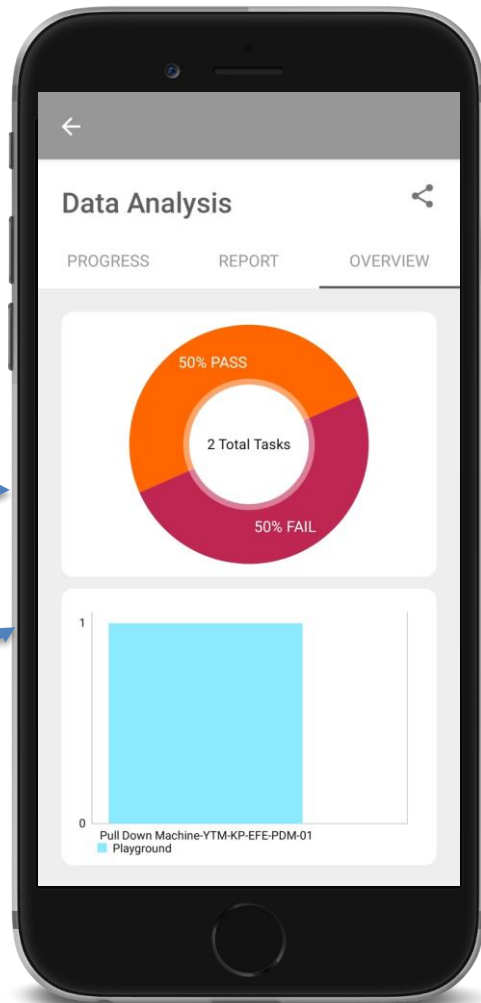 Data Analysis
PROGRESS REPORT OVERVIEW
50% PASS
2 Total Tasks
50% FAIL
1
0
Pull Down Machine-YTM-KP-EFE-PDM-01
Playground